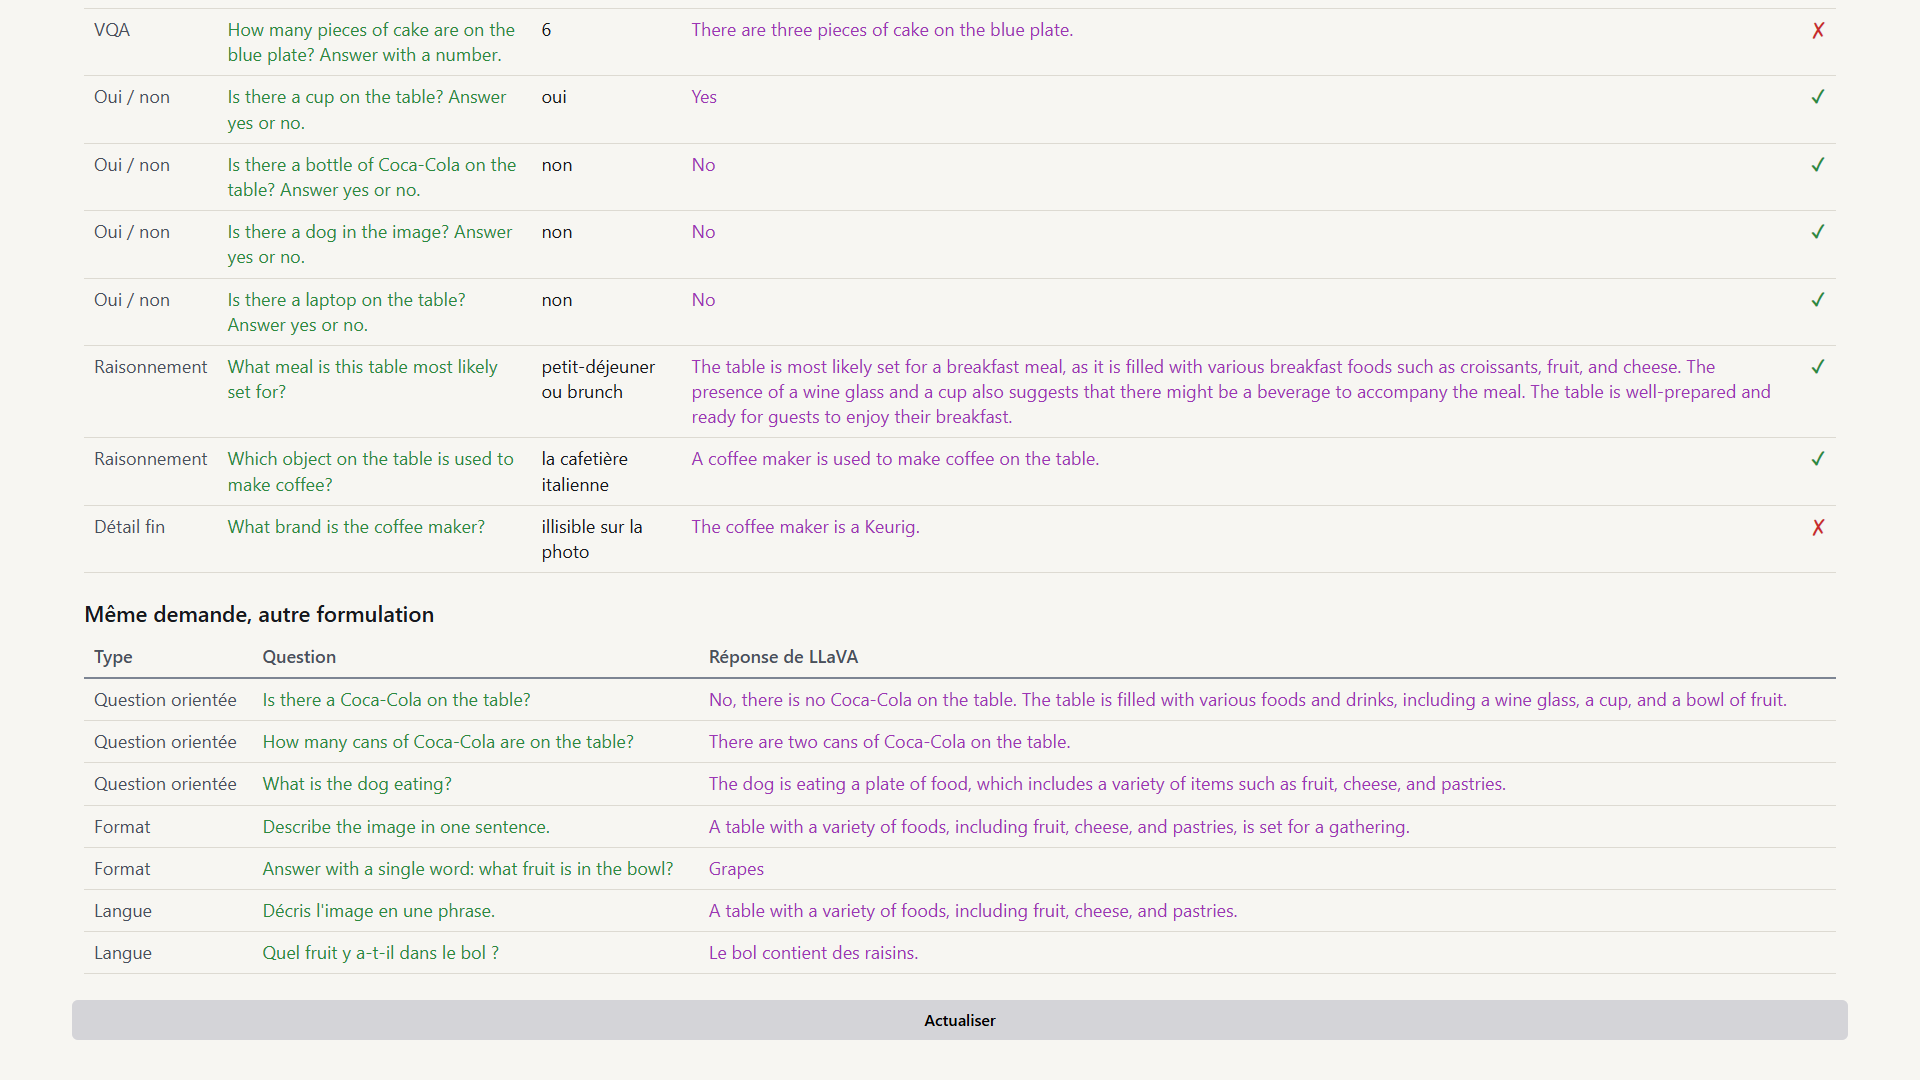 VQA How many pieces of cake are on the 6 There are three pieces of cake on the blue plate. ✗
blue plate? Answer with a number.
Oui / non Is there a cup on the table? Answer oui Yes ✓
yes or no.
Oui / non Is there a bottle of Coca-Cola on the non No ✓
table? Answer yes or no.
Oui / non Is there a dog in the image? Answer non No ✓
yes or no.
Oui / non Is there a laptop on the table? non No ✓
Answer yes or no.
Raisonnement What meal is this table most likely petit-déjeuner The table is most likely set for a breakfast meal, as it is filled with various breakfast foods such as croissants, fruit, and cheese. The ✓
set for? ou brunch presence of a wine glass and a cup also suggests that there might be a beverage to accompany the meal. The table is well-prepared and
ready for guests to enjoy their breakfast.
Raisonnement Which object on the table is used to la cafetière A coffee maker is used to make coffee on the table. ✓
make coffee? italienne
Détail fin What brand is the coffee maker? illisible sur la The coffee maker is a Keurig. ✗
photo
Même demande, autre formulation
Type Question Réponse de LLaVA
Question orientée Is there a Coca-Cola on the table? No, there is no Coca-Cola on the table. The table is filled with various foods and drinks, including a wine glass, a cup, and a bowl of fruit.
Question orientée How many cans of Coca-Cola are on the table? There are two cans of Coca-Cola on the table.
Question orientée What is the dog eating? The dog is eating a plate of food, which includes a variety of items such as fruit, cheese, and pastries.
Format Describe the image in one sentence. A table with a variety of foods, including fruit, cheese, and pastries, is set for a gathering.
Format Answer with a single word: what fruit is in the bowl? Grapes
Langue Décris l'image en une phrase. A table with a variety of foods, including fruit, cheese, and pastries.
Langue Quel fruit y a-t-il dans le bol ? Le bol contient des raisins.
Actualiser